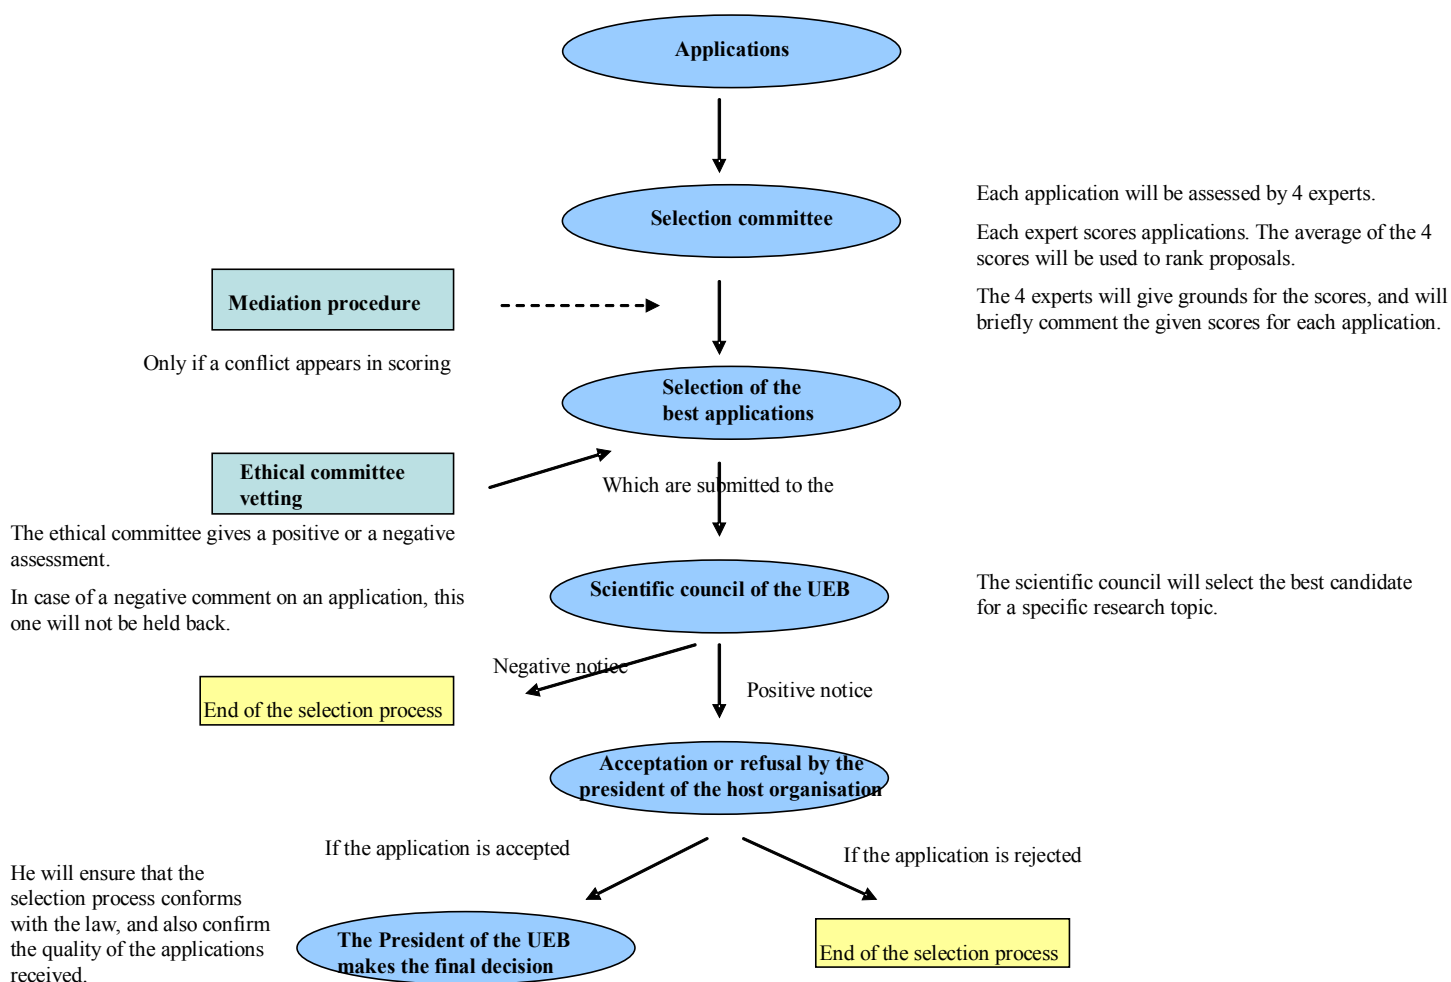 Applications
Selection committee
Each application will be assessed by 4 experts.
Each expert scores applications. The average of the 4
scores will be used to rank proposals.
The 4 experts will give grounds for the scores, and will
briefly comment the given scores for each application.
Mediation procedure
Only if a conflict appears in scoring
Selection of the
best applications
Ethical committee
vetting
Which are submitted to the
The ethical committee gives a positive or a negative
assessment.
In case of a negative comment on an application, this
one will not be held back.
Scientific council of the UEB
The scientific council will select the best candidate
for a specific research topic.
Negative notice
Positive notice
End of the selection process
Acceptation or refusal by the
president of the host organisation
If the application is accepted
If the application is rejected
He will ensure that the
selection process conforms
with the law, and also confirm
the quality of the applications
received.
The President of the UEB
makes the final decision
End of the selection process